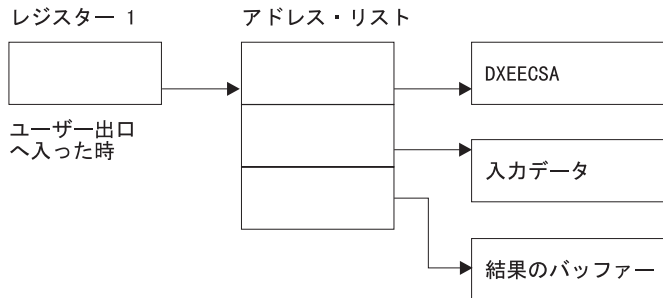 レジスター 1
アドレス・リスト
DXEECSA
ユーザー出口
へ入った時
入力データ
結果のバッファー